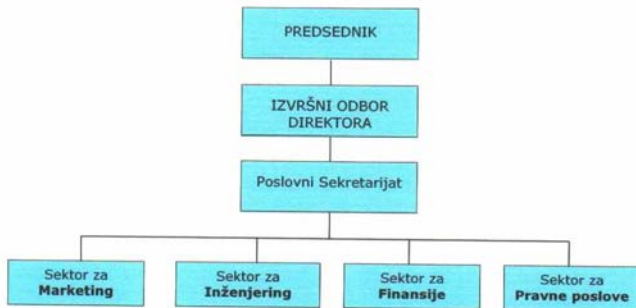 PREDSEDNIK
IZVRŠNI ODBOR
DIREKTORA
Poslovni Sekretarijat
Sektor za
Marketing
Sektor za
Inženjering
Sektor za
Finansije
Sektor za
Pravne poslove